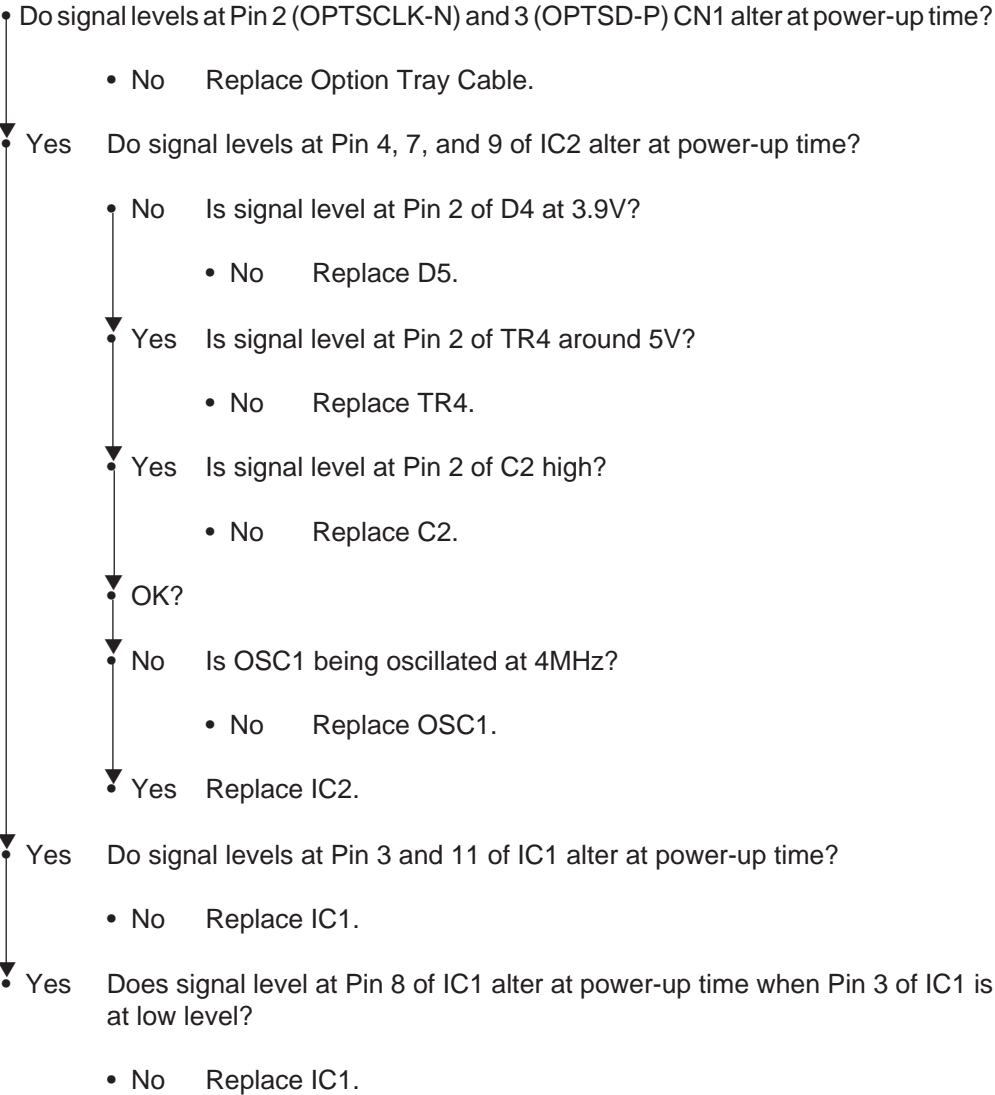 • Do signal levels at Pin 2 (OPTSCLK-N) and 3 (OPTSD-P) CN1 alter at power-up time?
• No Replace Option Tray Cable.
• Yes Do signal levels at Pin 4, 7, and 9 of IC2 alter at power-up time?
• No Is signal level at Pin 2 of D4 at 3.9V?
• No Replace D5.
• Yes Is signal level at Pin 2 of TR4 around 5V?
• No Replace TR4.
• Yes Is signal level at Pin 2 of C2 high?
• No Replace C2.
• OK?
• No Is OSC1 being oscillated at 4MHz?
• No Replace OSC1.
• Yes Replace IC2.
• Yes Do signal levels at Pin 3 and 11 of IC1 alter at power-up time?
• No Replace IC1.
• Yes Does signal level at Pin 8 of IC1 alter at power-up time when Pin 3 of IC1 is
at low level?
• No Replace IC1.